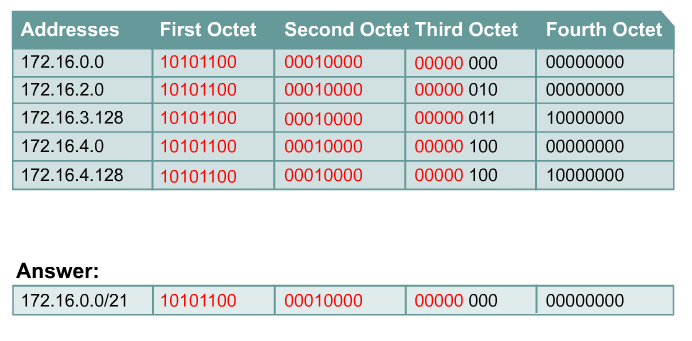 Addresses First Octet Second Octet Third Octet Fourth Octet
172.16.0.0 10101100 00010000 00000 000 00000000
172.16.2.0 10101100 00010000 00000 010 00000000
172.16.3.128 10101100 00010000 00000 011 10000000
172.16.4.0 10101100 00010000 00000 100 00000000
172.16.4.128 10101100 00010000 00000 100 10000000
Answer:
172.16.0.0/21 10101100 00010000 00000 000 00000000